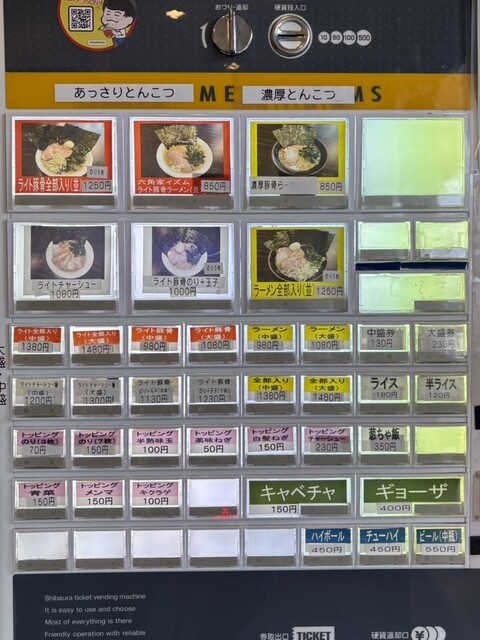 おつり・返却
硬貨投入口
10 50 100 500
あっさりとんこつ
濃厚とんこつ
ME
MS
ライト豚骨全部入り(並) 1250円
のり5枚
六角家イズム
ライト豚骨ラーメン(並) 850円
濃厚豚骨らー
(並) 850円
ライトチャーシュー
1080円
ライト豚骨のり+玉子
のり5枚
1000円
ラーメン全部入り(並) 1250円
ライト全部入り
(中盛)
1380円
ライト全部入り
(大盛)
1480円
ライト豚骨
(中盛)
980円
ライト豚骨
(大盛)
1080円
ラーメン
(中盛)
980円
ラーメン
(大盛)
1080円
中盛券
130円
大盛券
230円
大盛・中盛
1200円
1300円
ライト豚骨
1130円
ライト豚骨
1230円
全部入り
(中盛)
1380円
全部入り
(大盛)
1480円
ライス
180円
半ライス
120円
トッピング
のり(3枚)
70円
トッピング
のり(7枚)
150円
トッピング
半熟味玉
100円
トッピング
薬味ねぎ
50円
トッピング
白髪ねぎ
150円
トッピング
チャーシュー
230円
葱ちゃ飯
350円
トッピング
青菜
150円
トッピング
メンマ
150円
トッピング
キクラゲ
100円
キャベチャ
150円
ギョーザ
400円
ハイボール
450円
チューハイ
450円
ビール(中瓶)
550円
Shibaura ticket vending machine
It is easy to use and choose
Most of everything is there
Friendly operation with reliable
券取出口 TICKET
硬貨返却口 ¥